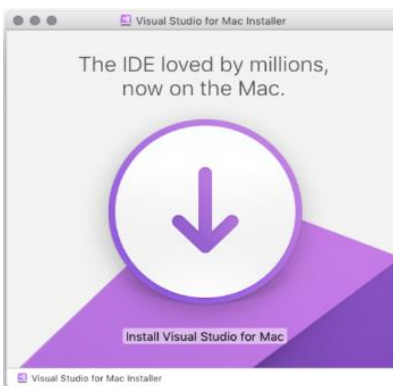 Visual Studio for Mac Installer
The IDE loved by millions,
now on the Mac.
Install Visual Studio for Mac
Visual Studio for Mac Installer